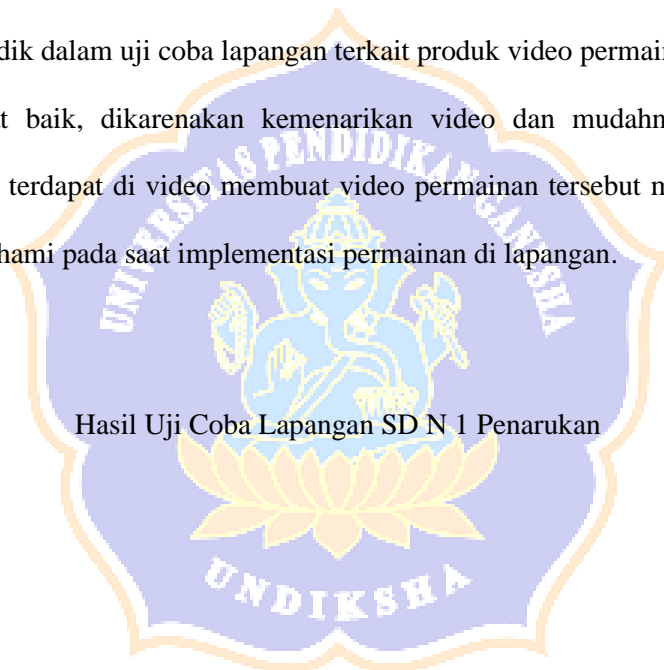 dik dalam uji coba lapangan terkait produk video permain
t baik, dikarenakan kemenarikan video dan mudahn
terdapat di video membuat video permainan tersebut m
hami pada saat implementasi permainan di lapangan.
UNIVERSITAS PENDIDIKAN GANESHA
Hasil Uji Coba Lapangan SD N 1 Penarukan
UNDIKSHA